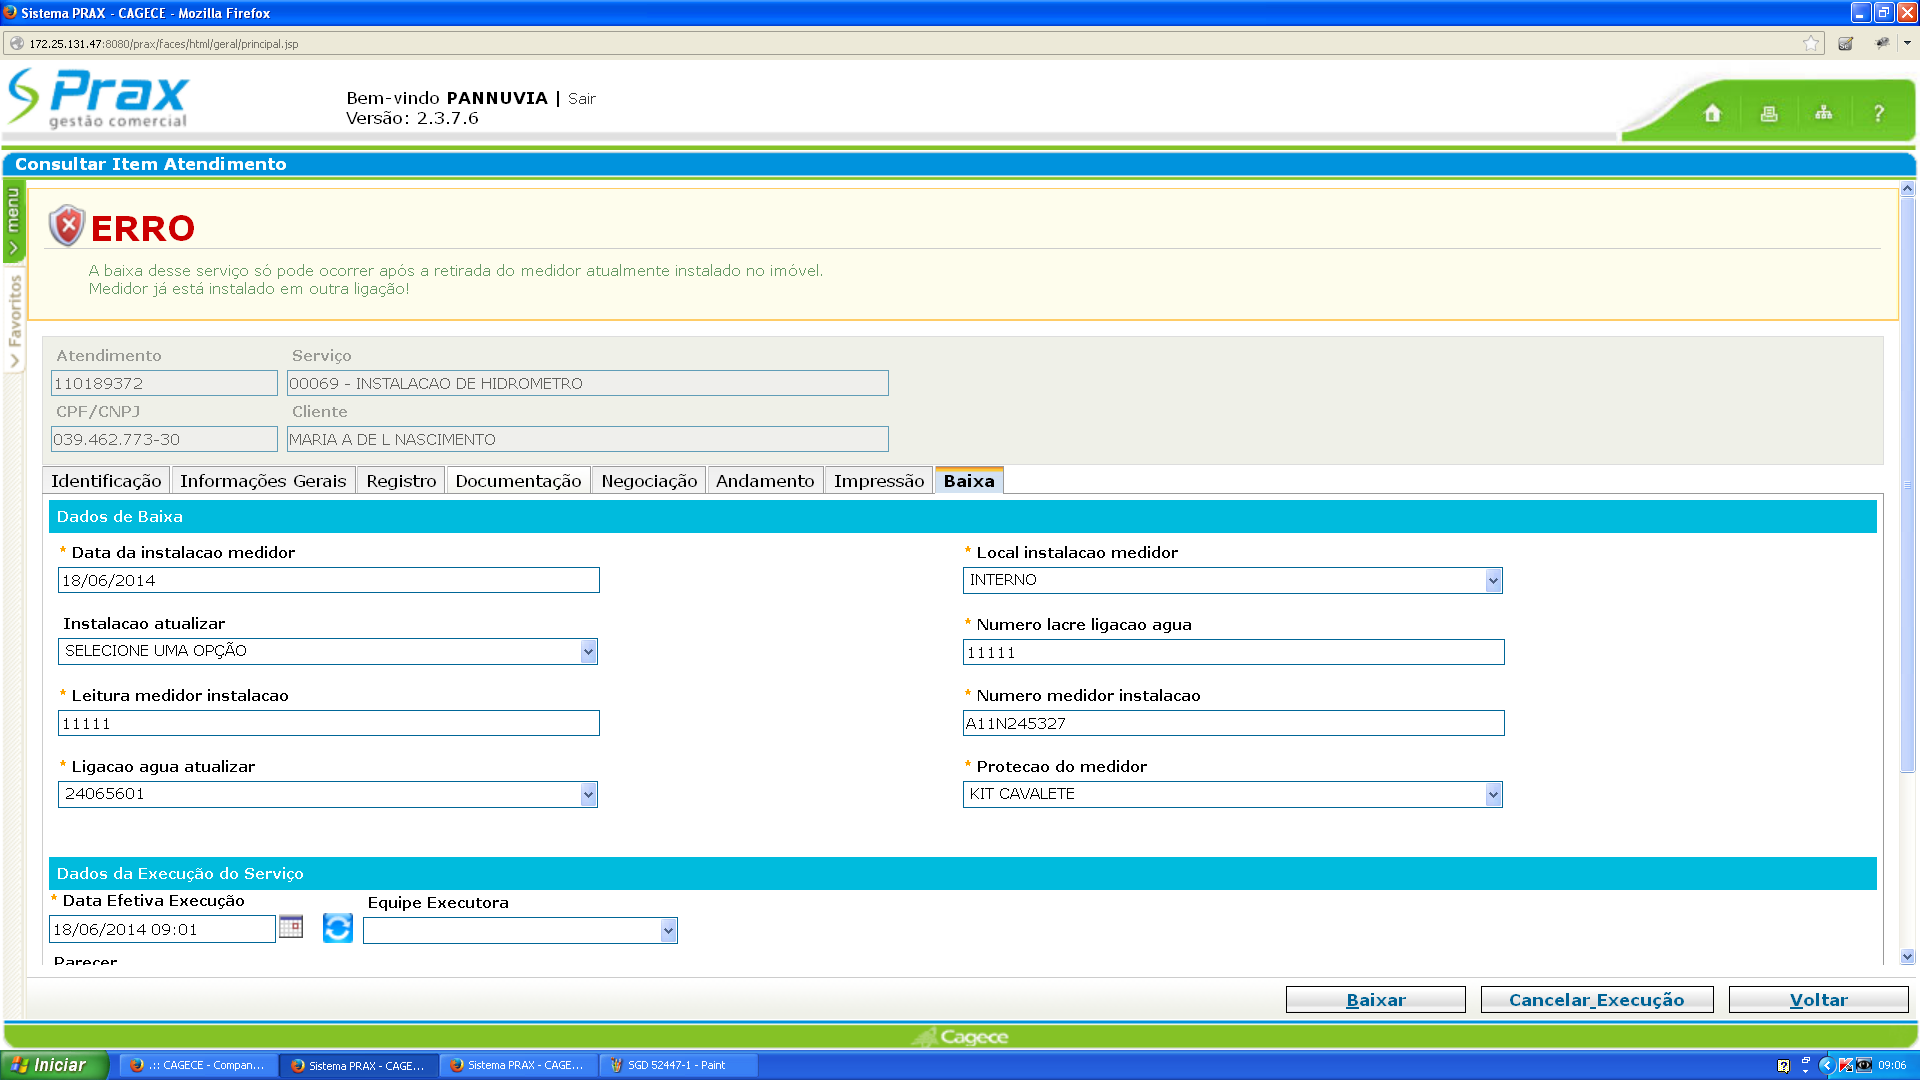 Sistema PRAX - CAGECE - Mozilla Firefox
172.25.131.47:8080/prax/faces/html/geral/principal.jsp
Prax
gestão comercial
Bem-vindo PANNUVIA | Sair
Versão: 2.3.7.6
?
Consultar Item Atendimento
menu
Favoritos
ERRO
A baixa desse serviço só pode ocorrer após a retirada do medidor atualmente instalado no imóvel.
Medidor já está instalado em outra ligação!
Atendimento Serviço
110189372 00069 - INSTALACAO DE HIDROMETRO
CPF/CNPJ Cliente
039.462.773-30 MARIA A DE L NASCIMENTO
Identificação Informações Gerais Registro Documentação Negociação Andamento Impressão Baixa
Dados de Baixa
* Data da instalacao medidor * Local instalacao medidor
18/06/2014 INTERNO
Instalacao atualizar * Numero lacre ligacao agua
SELECIONE UMA OPÇÃO 11111
* Leitura medidor instalacao * Numero medidor instalacao
11111 A11N245327
* Ligacao agua atualizar * Protecao do medidor
24065601 KIT CAVALETE
Dados da Execução do Serviço
* Data Efetiva Execução Equipe Executora
18/06/2014 09:01
Parecer
Baixar Cancelar Execução Voltar
Cagece
Iniciar .:: CAGECE - Compan... Sistema PRAX - CAGE... Sistema PRAX - CAGE... SGD 52447-1 - Paint 09:06